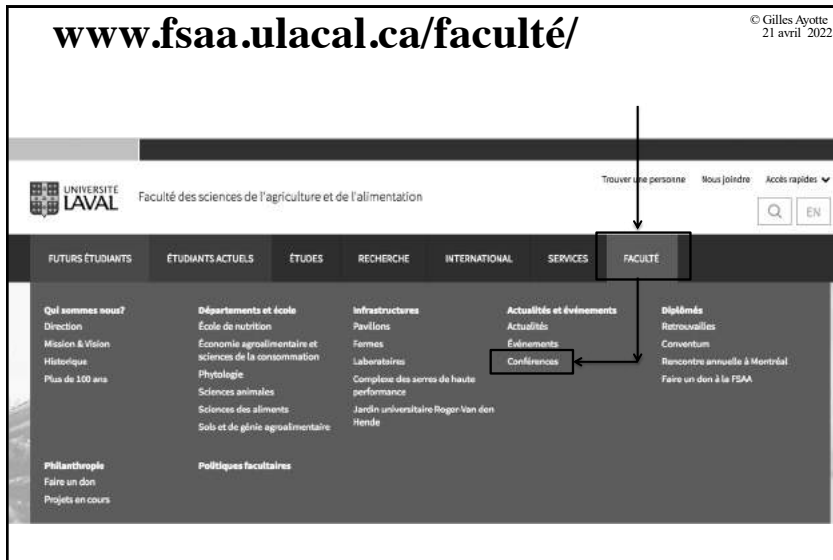 www.fsaa.ulacal.ca/faculté/
© Gilles Ayotte
21 avril 2022
Trouver une personne Nous joindre Accès rapides
UNIVERSITÉ
LAVAL
Faculté des sciences de l'agriculture et de l'alimentation
EN
FUTURS ÉTUDIANTS ÉTUDIANTS ACTUELS ÉTUDES RECHERCHE INTERNATIONAL SERVICES FACULTÉ
Qui sommes nous?
Direction
Mission & Vision
Historique
Plus de 100 ans
Départements et école
École de nutrition
Économie agroalimentaire et
sciences de la consommation
Phytologie
Sciences animales
Sciences des aliments
Sols et de génie agroalimentaire
Infrastructures
Pavillons
Fermes
Laboratoires
Complexe des serres de haute
performance
Jardin universitaire Roger-Van den
Hende
Actualités et événements
Actualités
Événements
Conférences
Diplômés
Retrouvailles
Conventum
Rencontre annuelle à Montréal
Faire un don à la FSAA
Philanthropie
Faire un don
Projets en cours
Politiques facultaires